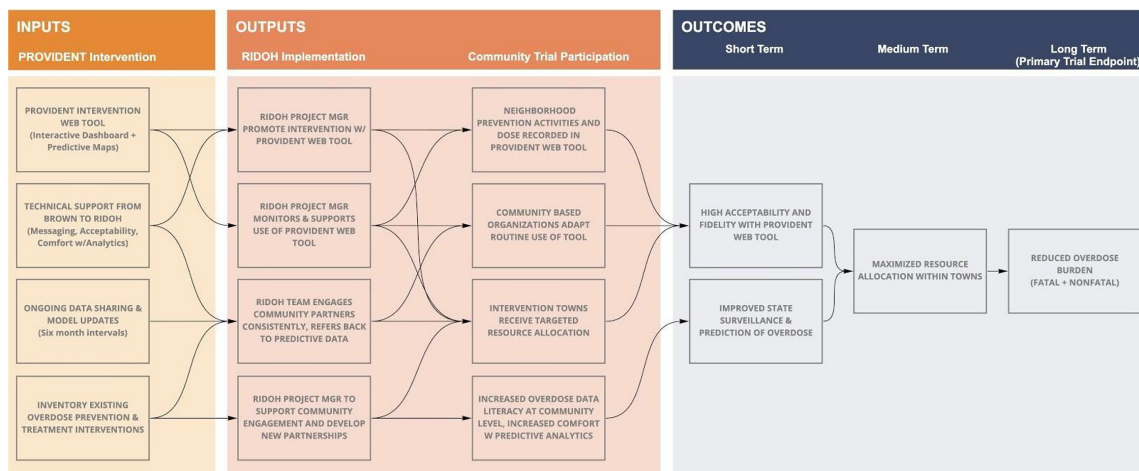 INPUTS
PROVIDENT Intervention
OUTPUTS
RIDOH Implementation
Community Trial Participation
OUTCOMES
Short Term
Medium Term
Long Term
(Primary Trial Endpoint)
PROVIDENT INTERVENTION
WEB TOOL
(Interactive Dashboard +
Predictive Maps)
TECHNICAL SUPPORT FROM
BROWN TO RIDOH
(Messaging, Acceptability,
Comfort w/Analytics)
ONGOING DATA SHARING &
MODEL UPDATES
(Six month intervals)
INVENTORY EXISTING
OVERDOSE PREVENTION &
TREATMENT INTERVENTIONS
RIDOH PROJECT MGR
PROMOTE INTERVENTION W/
PROVIDENT WEB TOOL
RIDOH PROJECT MGR
MONITORS & SUPPORTS
USE OF PROVIDENT WEB
TOOL
RIDOH TEAM ENGAGES
COMMUNITY PARTNERS
CONSISTENTLY, REFERS BACK
TO PREDICTIVE DATA
RIDOH PROJECT MGR TO
SUPPORT COMMUNITY
ENGAGEMENT AND DEVELOP
NEW PARTNERSHIPS
NEIGHBORHOOD
PREVENTION ACTIVITIES AND
DOSE RECORDED IN
PROVIDENT WEB TOOL
COMMUNITY BASED
ORGANIZATIONS ADAPT
ROUTINE USE OF TOOL
INTERVENTION TOWNS
RECEIVE TARGETED
RESOURCE ALLOCATION
INCREASED OVERDOSE DATA
LITERACY AT COMMUNITY
LEVEL, INCREASED COMFORT
W PREDICTIVE ANALYTICS
HIGH ACCEPTABILITY AND
FIDELITY WITH PROVIDENT
WEB TOOL
IMPROVED STATE
SURVEILLANCE &
PREDICTION OF OVERDOSE
MAXIMIZED RESOURCE
ALLOCATION WITHIN TOWNS
REDUCED OVERDOSE
BURDEN
(FATAL + NONFATAL)